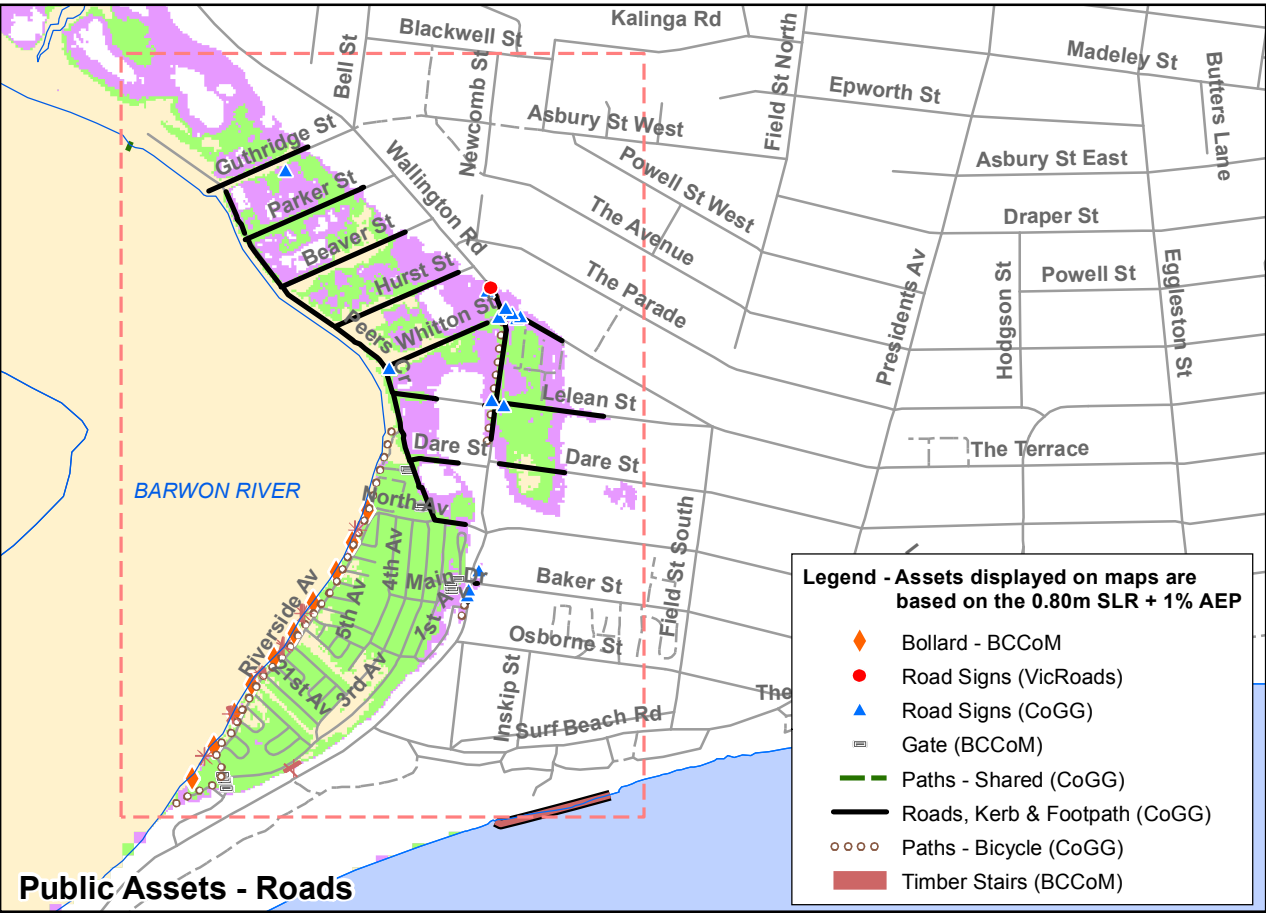 Kalinga Rd
Blackwell St
Bell St
Newcomb St
Field St North
Madeley St
Butters Lane
Epworth St
Asbury St West
Guthridge St
Wallington Rd
Powell St West
Asbury St East
Parker St
The Avenue
Draper St
Beaver St
Hurst St
The Parade
Presidents Av
Hodgson St
Powell St
Eggleston St
Peers Cr
Whitton St
Lelean St
Dare St
Dare St
The Terrace
BARWON RIVER
North Av
4th Av
Main Dr
Baker St
Field St South
Riverside Av
5th Av
1st A
Osborne St
21st Av
3rd Av
Inskip St
Surf Beach Rd
The
Legend - Assets displayed on maps are
based on the 0.80m SLR + 1% AEP
Bollard - BCCoM
Road Signs (VicRoads)
Road Signs (CoGG)
Gate (BCCoM)
Paths - Shared (CoGG)
Roads, Kerb & Footpath (CoGG)
Paths - Bicycle (CoGG)
Timber Stairs (BCCoM)
Public Assets - Roads